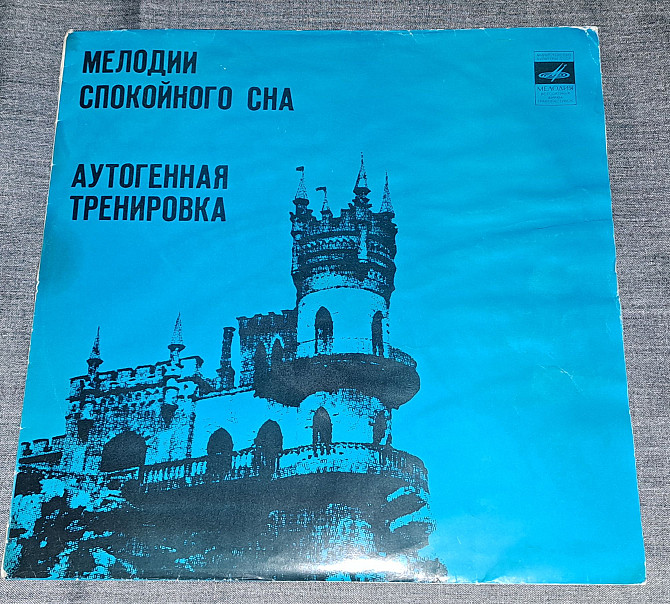 МЕЛОДИИ
СПОКОЙНОГО СНА
АУТОГЕННАЯ
ТРЕНИРОВКА
МЕЛОДИЯ